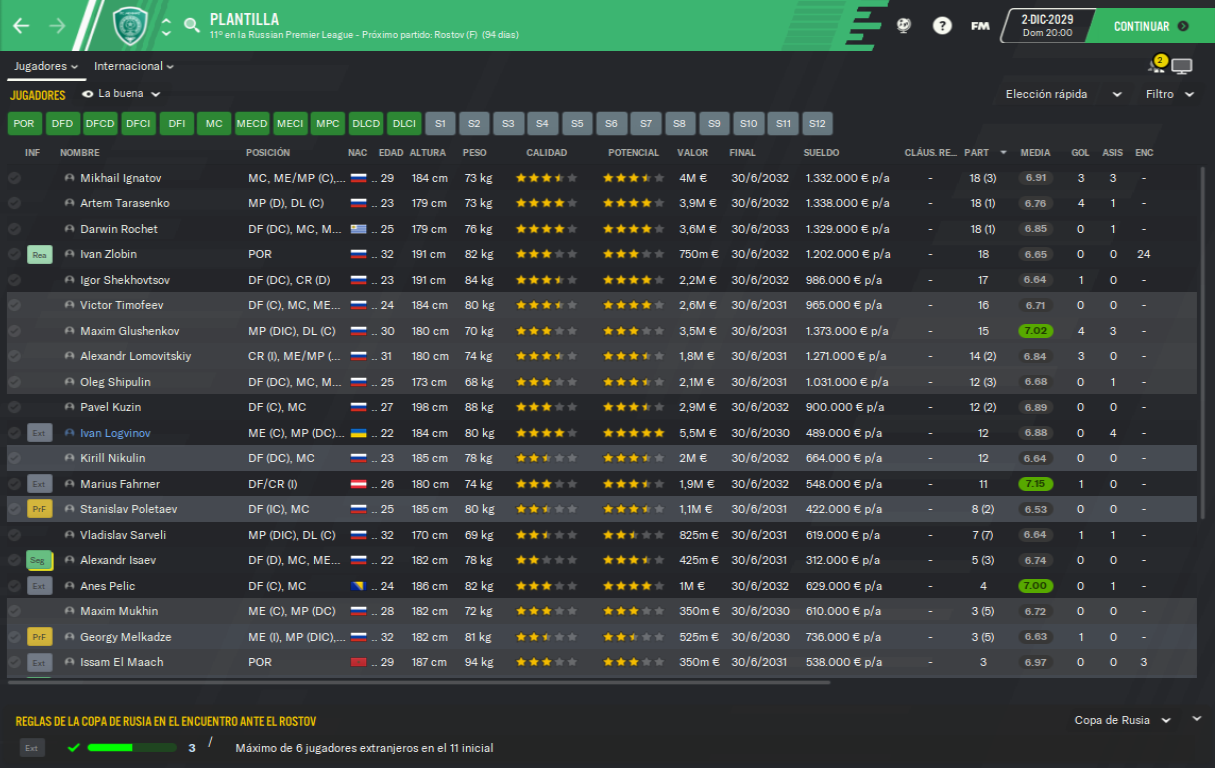 PLANTILLA
11º en la Russian Premier League - Próximo partido: Rostov (F) (94 días)
? FM 2-DIC-2029 CONTINUAR
Dom 20:00
Jugadores Internacional 2
JUGADORES La buena Elección rápida Filtro
POR DFD DFCD DFCI DFI MC MECD MECI MPC DLCD DLCI S1 S2 S3 S4 S5 S6 S7 S8 S9 S10 S11 S12
INF NOMBRE POSICIÓN NAC EDAD ALTURA PESO CALIDAD POTENCIAL VALOR FINAL SUELDO CLÁUS. RE... PART MEDIA GOL ASIS ENC
Mikhail Ignatov MC, ME/MP (C),... .. 29 184 cm 73 kg 4M € 30/6/2032 1.332.000 € p/a - 18 (3) 6.91 3 3 -
Artem Tarasenko MP (D), DL (C) .. 23 179 cm 73 kg 3,9M € 30/6/2032 1.338.000 € p/a - 18 (1) 6.76 4 1 -
Darwin Rochet DF (DC), MC, M... .. 25 179 cm 76 kg 3,6M € 30/6/2033 1.329.000 € p/a - 18 (1) 6.85 0 1 -
Rea Ivan Zlobin POR .. 32 191 cm 82 kg 750m € 30/6/2032 1.202.000 € p/a - 18 6.65 0 0 24
Igor Shekhovtsov DF (DC), CR (D) .. 23 191 cm 84 kg 2,2M € 30/6/2032 986.000 € p/a - 17 6.64 1 0 -
Victor Timofeev DF (C), MC, ME... .. 24 184 cm 80 kg 2,6M € 30/6/2031 965.000 € p/a - 16 6.71 0 0 -
Maxim Glushenkov MP (DIC), DL (C) .. 30 180 cm 70 kg 3,5M € 30/6/2031 1.373.000 € p/a - 15 7.02 4 3 -
Alexandr Lomovitskiy CR (I), ME/MP (... .. 31 180 cm 74 kg 1,8M € 30/6/2031 1.271.000 € p/a - 14 (2) 6.84 3 0 -
Oleg Shipulin DF (DC), MC, M... .. 25 173 cm 68 kg 2,1M € 30/6/2031 1.031.000 € p/a - 12 (3) 6.68 0 1 -
Pavel Kuzin DF (C), MC .. 27 198 cm 88 kg 2,9M € 30/6/2032 900.000 € p/a - 12 (2) 6.89 0 0 -
Ext Ivan Logvinov ME (C), MP (DC)... .. 22 184 cm 80 kg 5,5M € 30/6/2030 489.000 € p/a - 12 6.88 0 4 -
Kirill Nikulin DF (DC), MC .. 23 185 cm 78 kg 2M € 30/6/2032 664.000 € p/a - 12 6.64 0 0 -
Ext Marius Fahrner DF/CR (I) .. 26 180 cm 74 kg 1,9M € 30/6/2032 548.000 € p/a - 11 7.15 1 0 -
PrF Stanislav Poletaev DF (IC), MC .. 25 185 cm 80 kg 1,1M € 30/6/2031 422.000 € p/a - 8 (2) 6.53 0 0 -
Vladislav Sarveli MP (DIC), DL (C) .. 32 170 cm 69 kg 825m € 30/6/2031 619.000 € p/a - 7 (7) 6.64 1 1 -
Seg Alexandr Isaev DF (D), MC, ME... .. 22 182 cm 78 kg 425m € 30/6/2031 312.000 € p/a - 5 (3) 6.74 0 0 -
Ext Anes Pelic DF (C), MC .. 24 186 cm 82 kg 1M € 30/6/2032 629.000 € p/a - 4 7.00 0 1 -
Maxim Mukhin ME (C), MP (DC) .. 28 182 cm 72 kg 350m € 30/6/2030 610.000 € p/a - 3 (5) 6.72 0 0 -
PrF Georgy Melkadze ME (I), MP (DIC),... .. 32 182 cm 81 kg 525m € 30/6/2030 736.000 € p/a - 3 (5) 6.63 1 0 -
Ext Issam El Maach POR .. 29 187 cm 94 kg 350m € 30/6/2031 538.000 € p/a - 3 6.97 0 0 3
REGLAS DE LA COPA DE RUSIA EN EL ENCUENTRO ANTE EL ROSTOV Copa de Rusia
Ext 3 / Máximo de 6 jugadores extranjeros en el 11 inicial